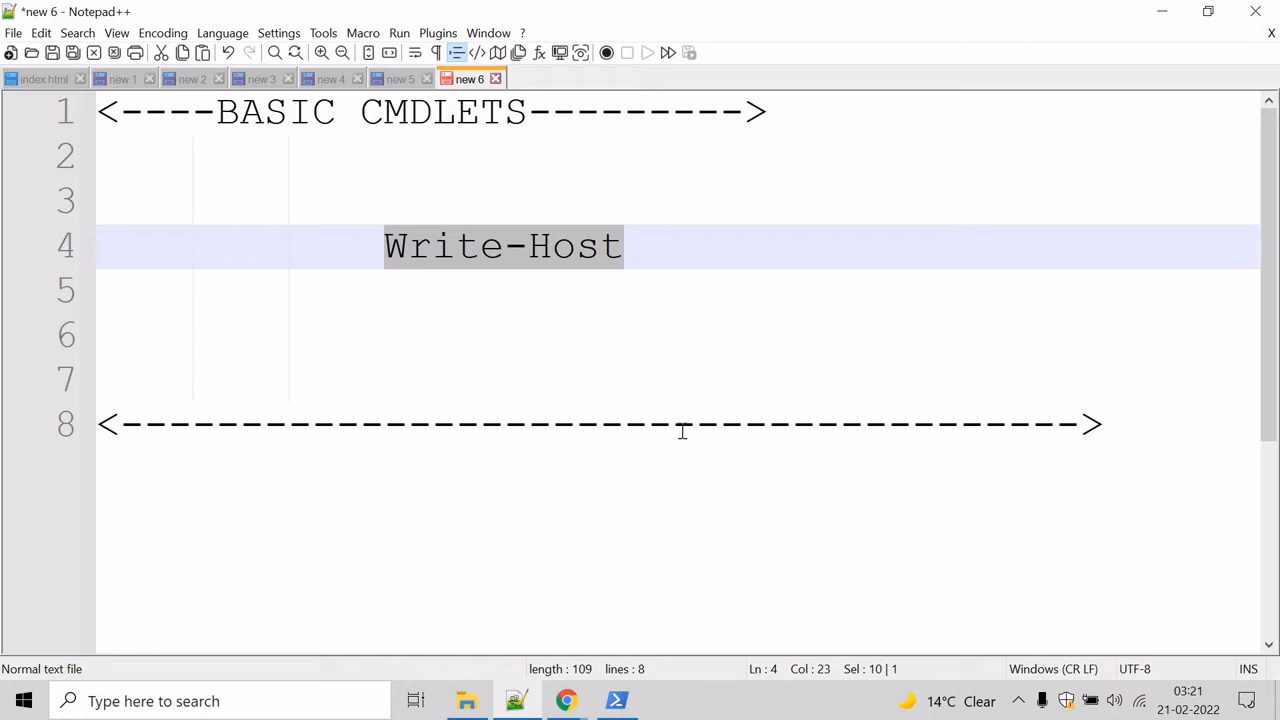 *new 6 - Notepad++
File Edit Search View Encoding Language Settings Tools Macro Run Plugins Window ? X
index.html new 1 new 2 new 3 new 4 new 5 new 6
1 <----BASIC CMDLETS--------->
2
3
4 Write-Host
5
6
7
8 <---------------------------------------->
Normal text file length : 109 lines : 8 Ln : 4 Col : 23 Sel : 10 | 1 Windows (CR LF) UTF-8 INS
Type here to search 14°C Clear 03:21
21-02-2022